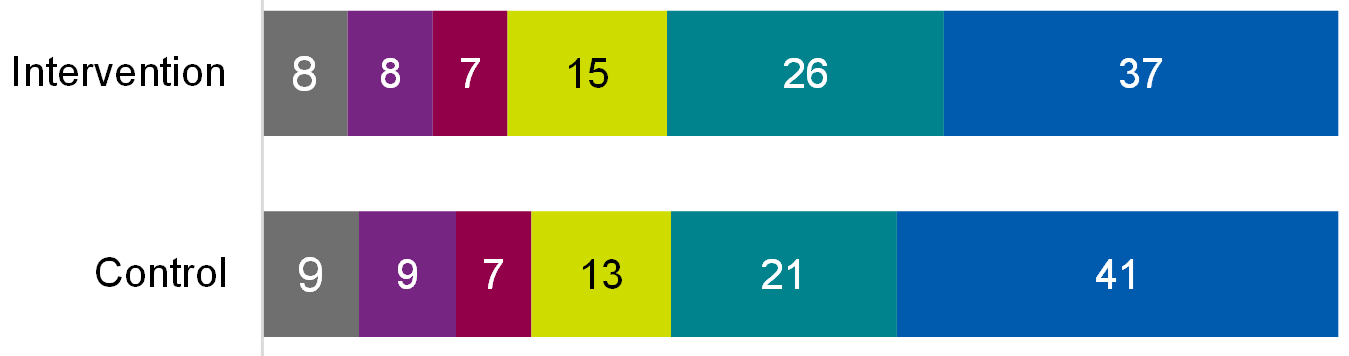 Intervention 8 8 7 15 26 37
Control 9 9 7 13 21 41